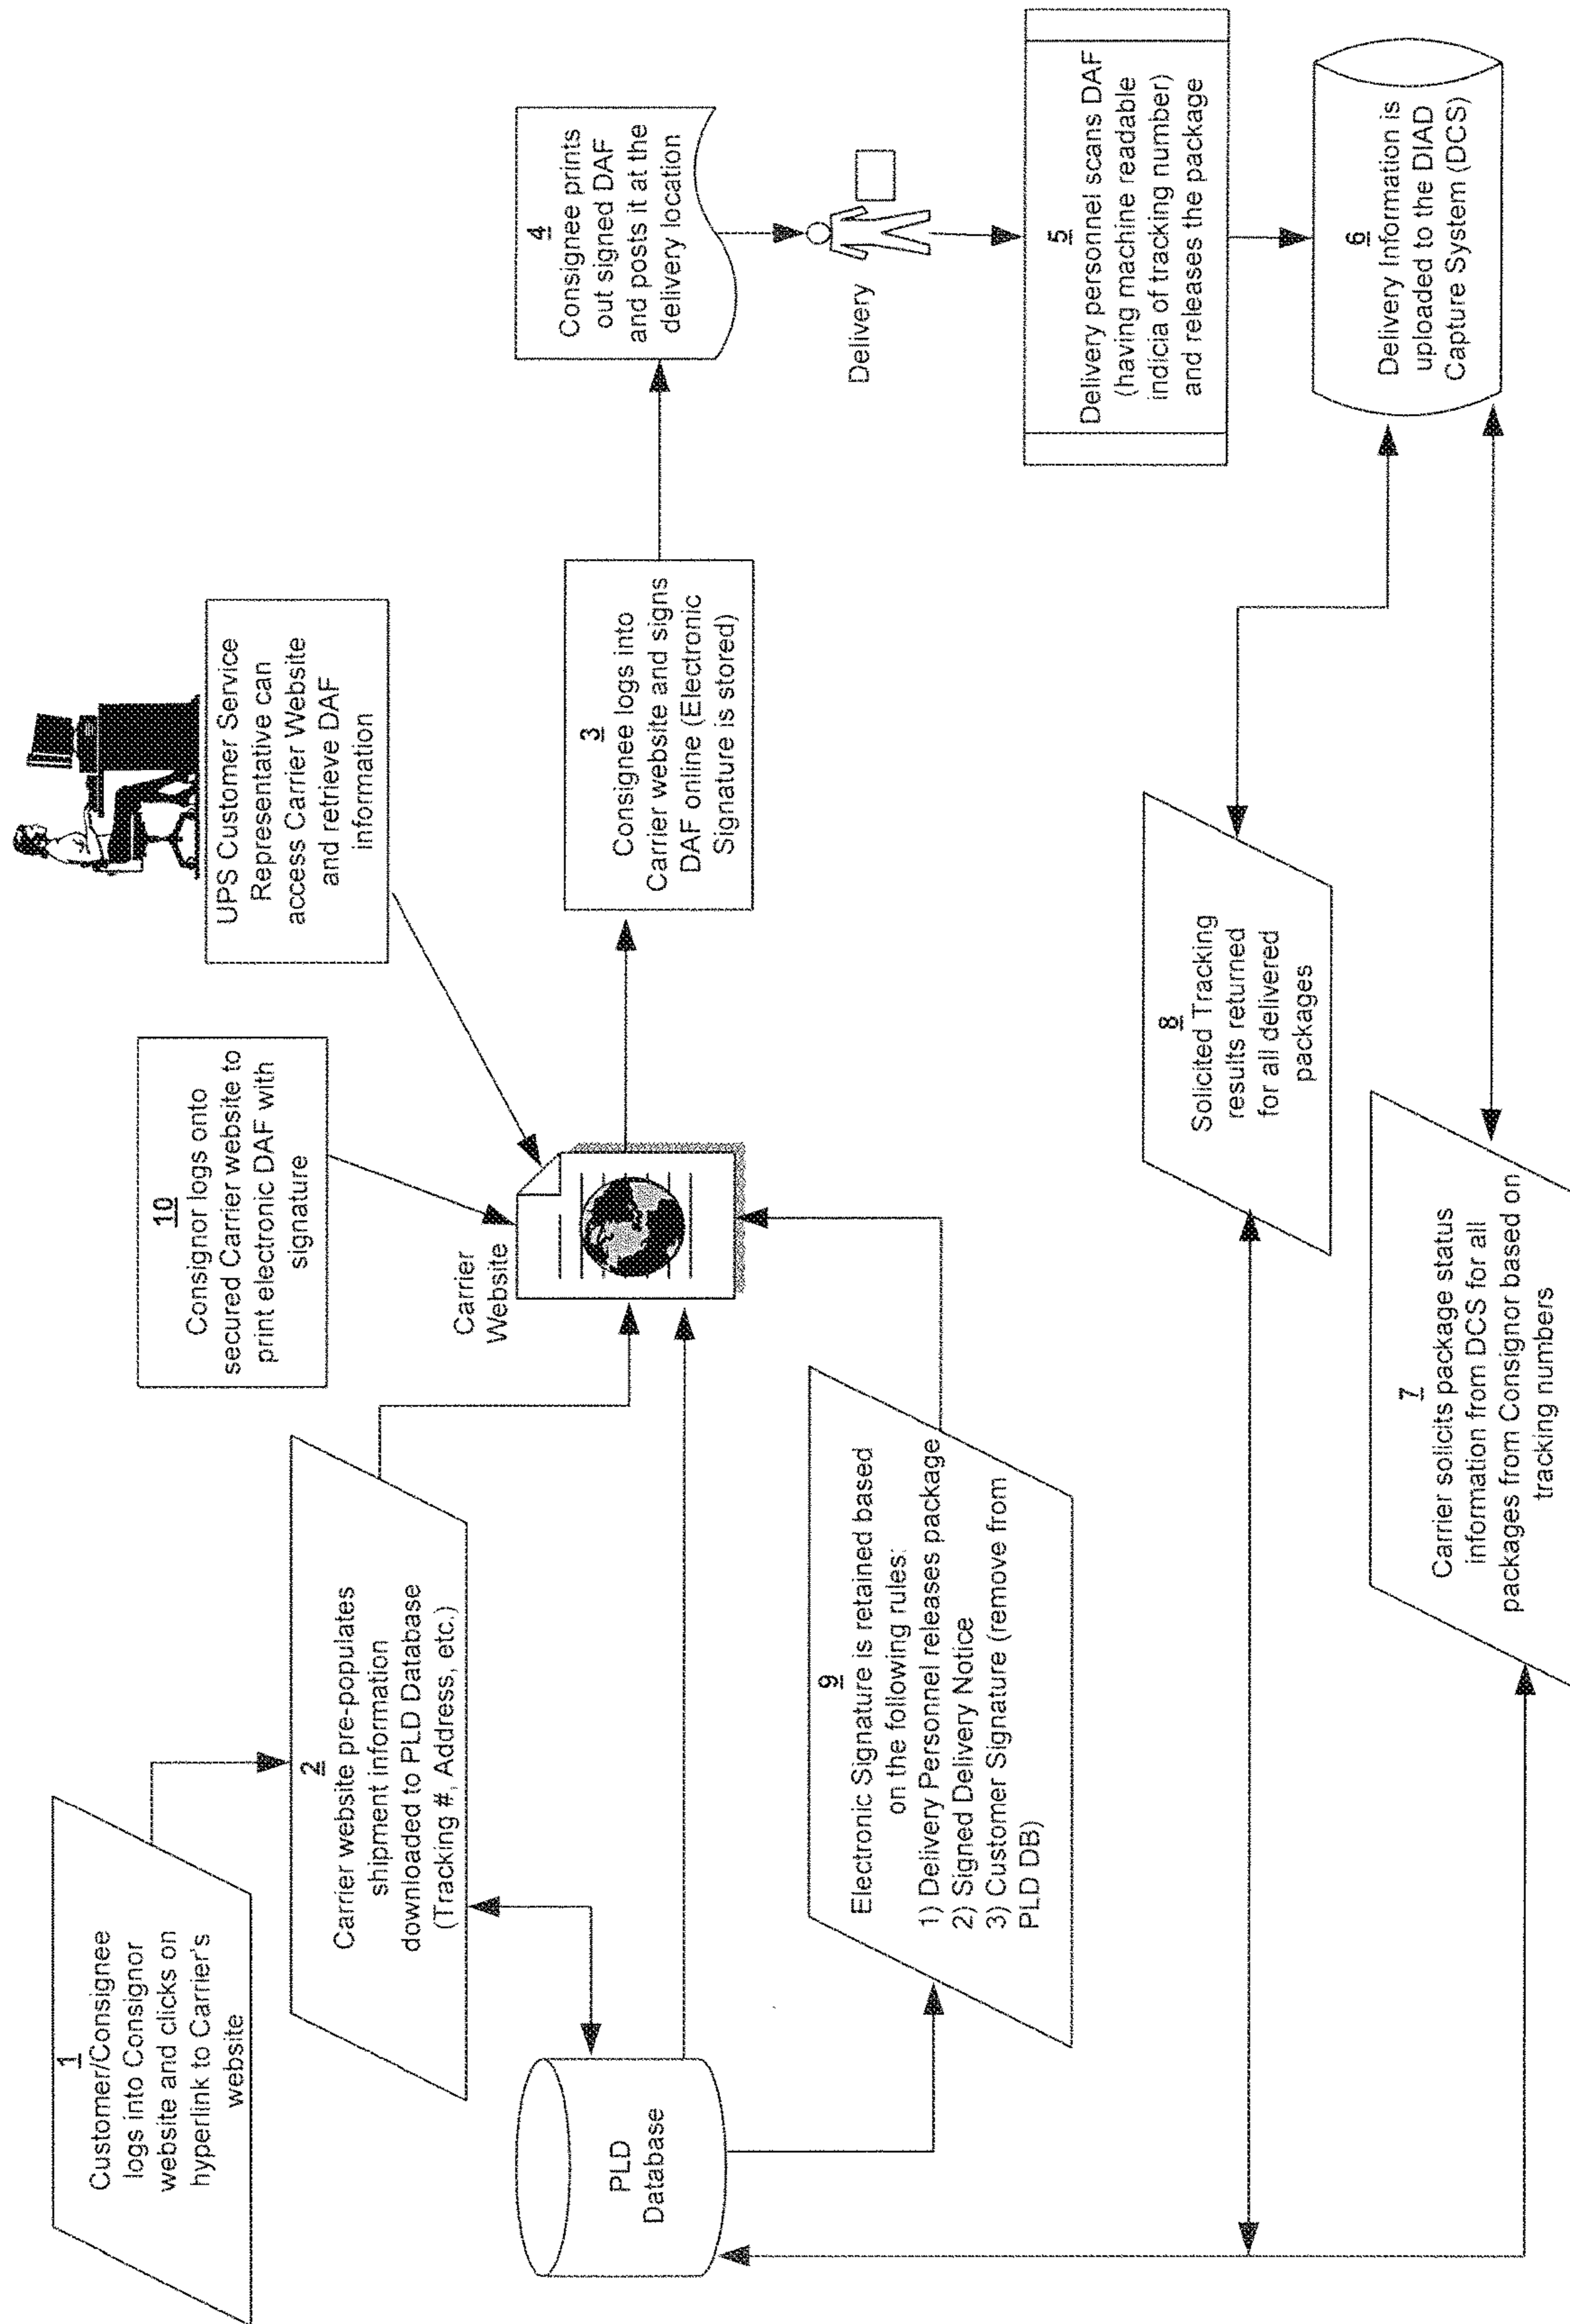 1
Customer/Consignee
logs into Consignor
website and clicks on
hyperlink to Carrier's
website
2
Carrier website pre-populates
shipment information
downloaded to PLD Database
(Tracking #, Address, etc.)
PLD
Database
10
Consignor logs onto
secured Carrier website to
print electronic DAF with
signature
UPS Customer Service
Representative can
access Carrier Website
and retrieve DAF
information
Carrier
Website
3
Consignee logs into
Carrier website and signs
DAF online (Electronic
Signature is stored)
4
Consignee prints
out signed DAF
and posts it at the
delivery location
Delivery
5
Delivery personnel scans DAF
(having machine readable
indicia of tracking number)
and releases the package
6
Delivery Information is
uploaded to the DIAD
Capture System (DCS)
9
Electronic Signature is retained based
on the following rules:
1) Delivery Personnel releases package
2) Signed Delivery Notice
3) Customer Signature (remove from
PLD DB)
8
Solicited Tracking
results returned
for all delivered
packages
7
Carrier solicits package status
information from DCS for all
packages from Consignor based on
tracking numbers